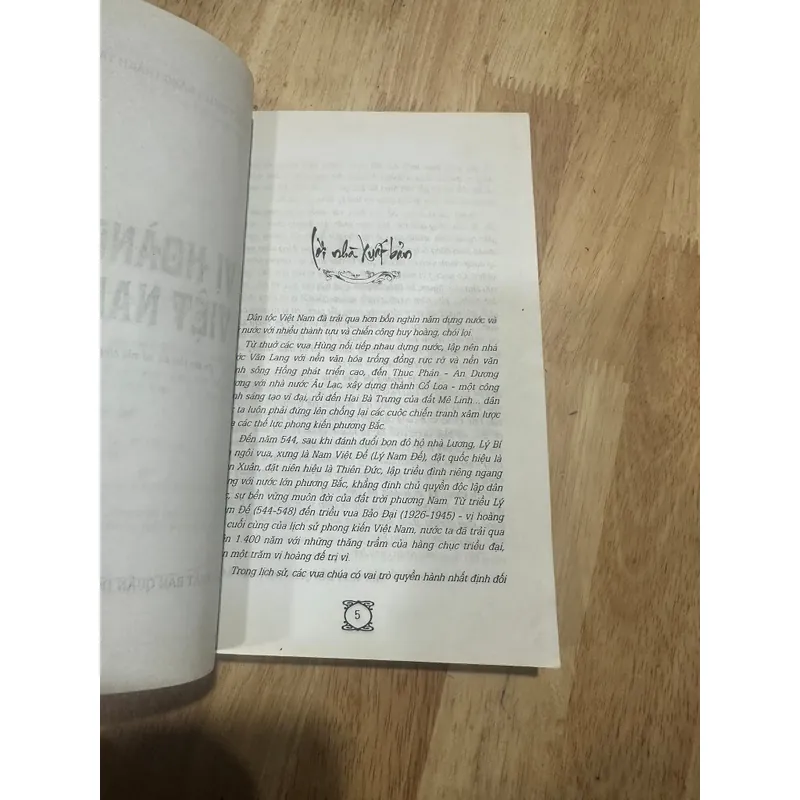 VỊ HOÀNG
VIỆT NAM
Lời nhà xuất bản
Dân tộc Việt Nam đã trải qua hơn bốn nghìn năm dựng nước và
nước với nhiều thành tựu và chiến công huy hoàng, chói lọi.
Từ thuở các vua Hùng nối tiếp nhau dựng nước, lập nên nhà
Văn Lang với nền văn hóa trống đồng rực rỡ và nền văn
sông Hồng phát triển cao, đến Thục Phán – An Dương
với nhà nước Âu Lạc, xây dựng thành Cổ Loa – một công
sáng tạo vĩ đại, rồi đến Hai Bà Trưng của đất Mê Linh... dân
ta luôn phải đứng lên chống lại các cuộc chiến tranh xâm lược
các thế lực phong kiến phương Bắc.
Đến năm 544, sau khi đánh đuổi bọn đô hộ nhà Lương, Lý Bí
ngôi vua, xưng là Nam Việt Đế (Lý Nam Đế), đặt quốc hiệu là
Xuân, đặt niên hiệu là Thiên Đức, lập triều đình riêng ngang
với nước lớn phương Bắc, khẳng định chủ quyền độc lập dân
sự bền vững muôn đời của đất trời phương Nam. Từ triều Lý
Đế (544-548) đến triều vua Bảo Đại (1926-1945) – vị hoàng
cuối cùng của lịch sử phong kiến Việt Nam, nước ta đã trải qua
1.400 năm với những thăng trầm của hàng chục triều đại,
một trăm vị hoàng đế trị vì.
Trong lịch sử, các vua chúa có vai trò quyền hành nhất định đối
5